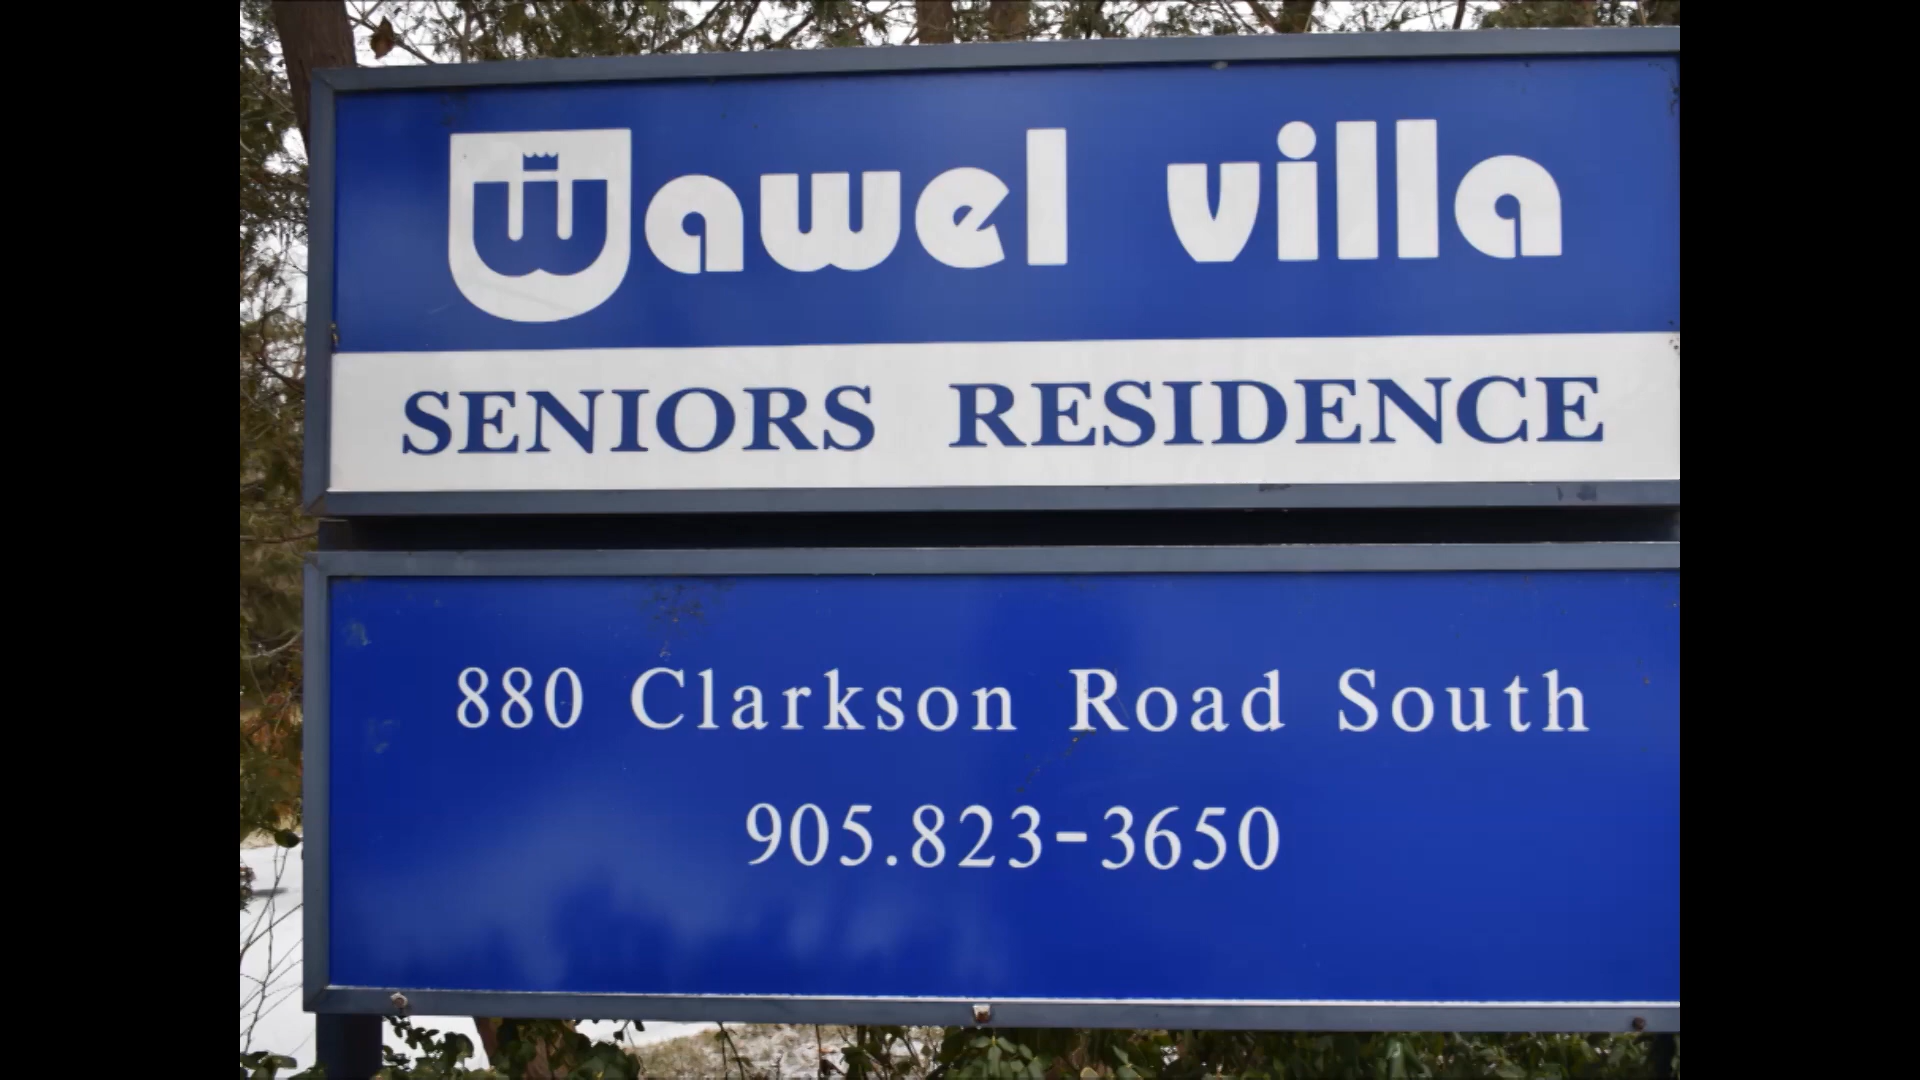 Wawel villa
SENIORS RESIDENCE
880 Clarkson Road South
905.823-3650